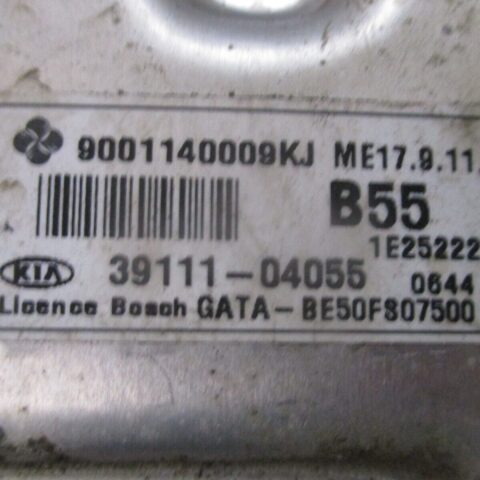 9001140009KJ ME17.9.11.
B55
1E25222
KIA 39111-04055 0644
Licence Bosch GATA-BE50FS07500